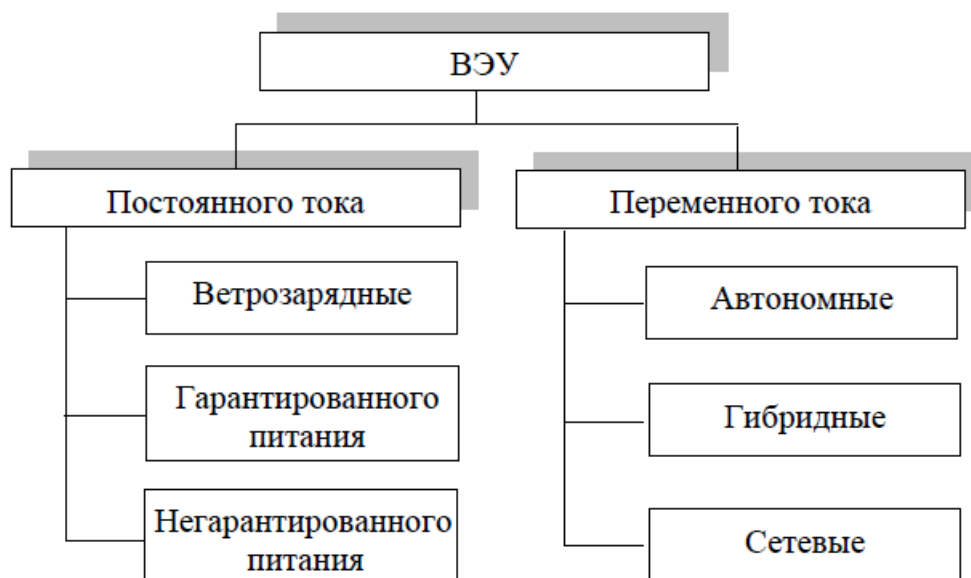 ВЭУ
Постоянного тока
Ветрозарядные
Гарантированного
питания
Негарантированного
питания
Переменного тока
Автономные
Гибридные
Сетевые